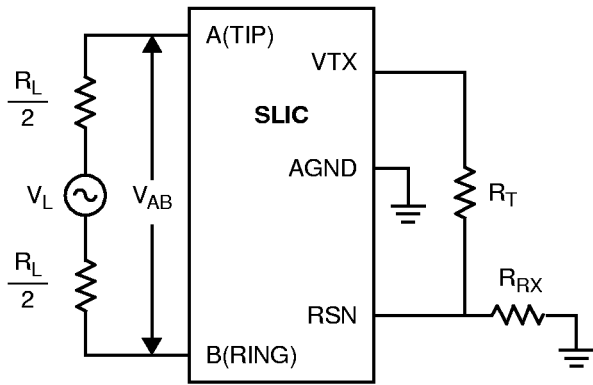 A(TIP)
VTX
R_L
2
SLIC
AGND
V_L
V_AB
R_T
R_L
2
R_RX
RSN
B(RING)